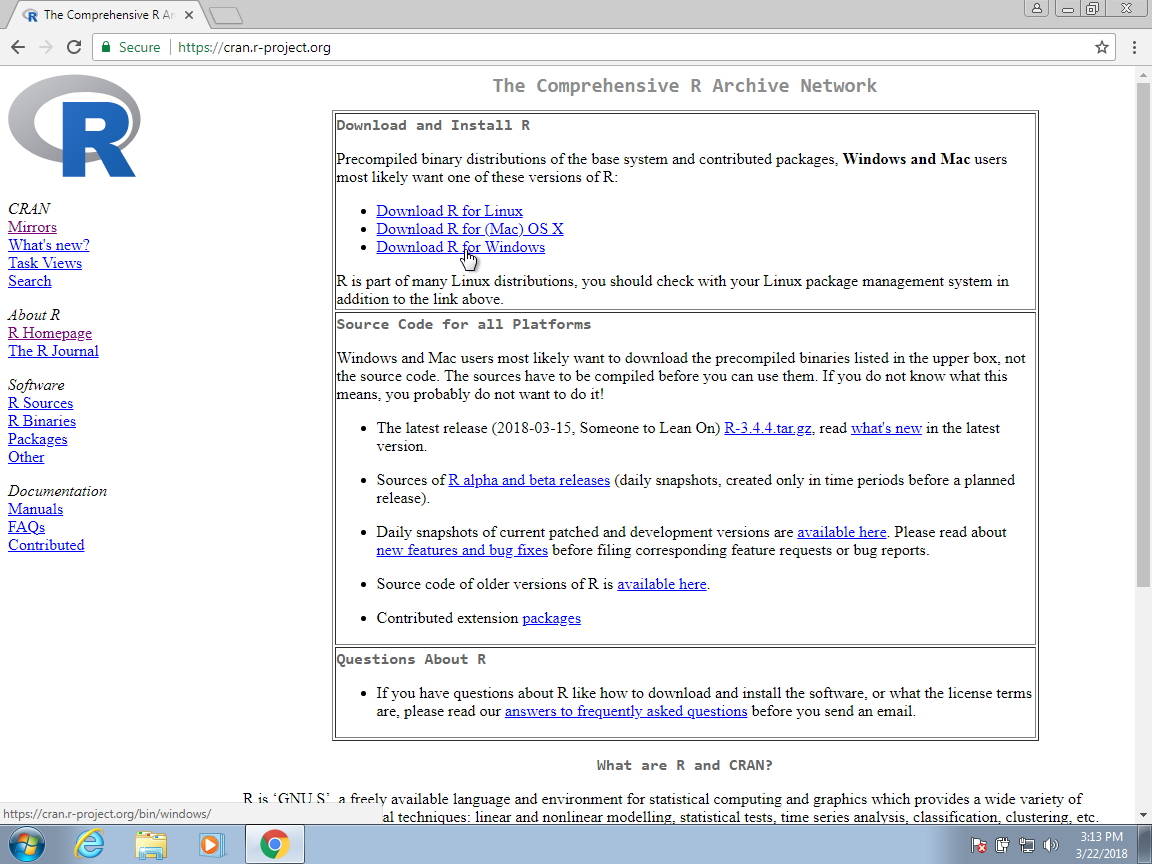 The Comprehensive R Ar
Secure
https://cran.r-project.org
R
CRAN
Mirrors
What's new?
Task Views
Search
About R
R Homepage
The R Journal
Software
R Sources
R Binaries
Packages
Other
Documentation
Manuals
FAQs
Contributed
The Comprehensive R Archive Network
Download and Install R
Precompiled binary distributions of the base system and contributed packages, Windows and Mac users
most likely want one of these versions of R:
• Download R for Linux
• Download R for (Mac) OS X
• Download R for Windows
R is part of many Linux distributions, you should check with your Linux package management system in
addition to the link above.
Source Code for all Platforms
Windows and Mac users most likely want to download the precompiled binaries listed in the upper box, not
the source code. The sources have to be compiled before you can use them. If you do not know what this
means, you probably do not want to do it!
• The latest release (2018-03-15, Someone to Lean On) R-3.4.4.tar.gz, read what's new in the latest
version.
• Sources of R alpha and beta releases (daily snapshots, created only in time periods before a planned
release).
• Daily snapshots of current patched and development versions are available here. Please read about
new features and bug fixes before filing corresponding feature requests or bug reports.
• Source code of older versions of R is available here.
• Contributed extension packages
Questions About R
• If you have questions about R like how to download and install the software, or what the license terms
are, please read our answers to frequently asked questions before you send an email.
What are R and CRAN?
R is ‘GNU S’, a freely available language and environment for statistical computing and graphics which provides a wide variety of
al techniques: linear and nonlinear modelling, statistical tests, time series analysis, classification, clustering, etc.
https://cran.r-project.org/bin/windows/
3:13 PM
3/22/2018